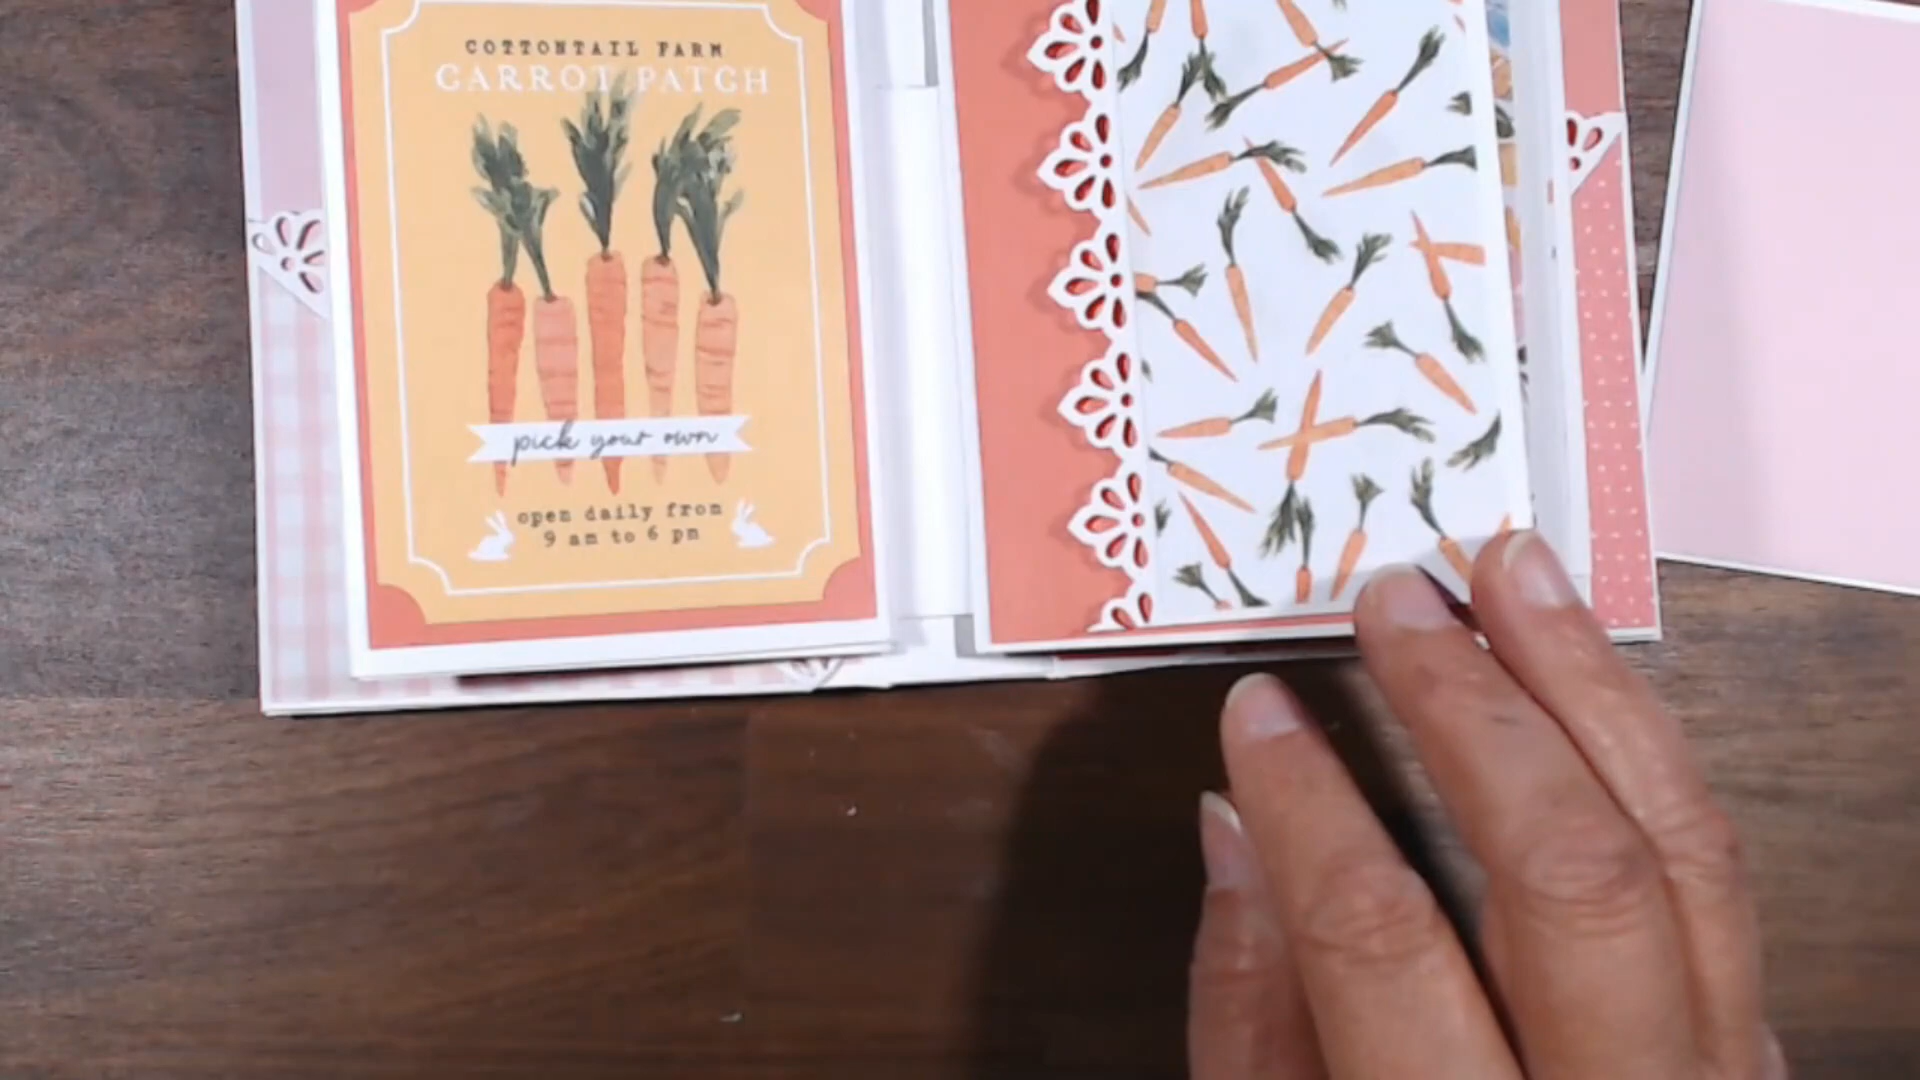 COTTONTAIL FARM
CARROT PATCH
pick your own
open daily from
9 am to 6 pm